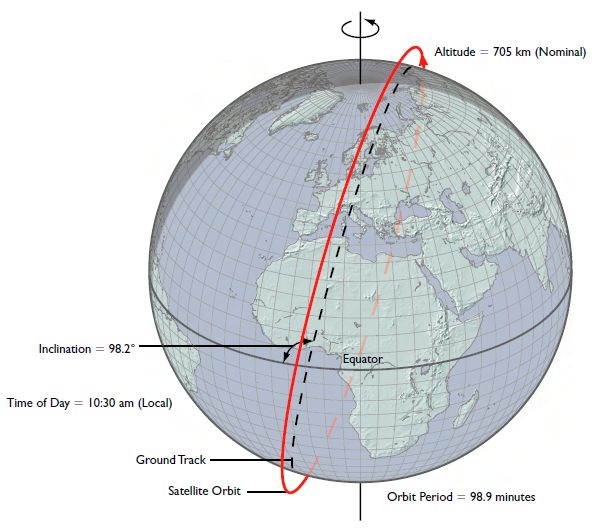 Altitude = 705 km (Nominal)
Inclination = 98.2°
Equator
Time of Day = 10:30 am (Local)
Ground Track
Satellite Orbit
Orbit Period = 98.9 minutes